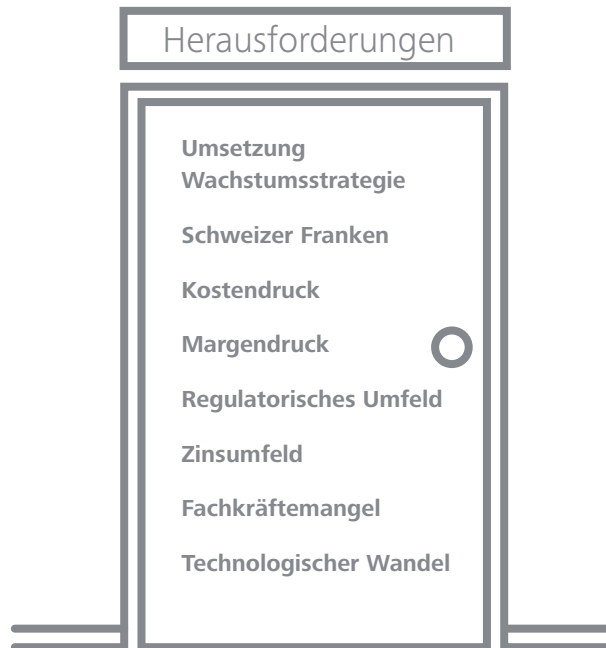 Herausforderungen
Umsetzung
Wachstumsstrategie
Schweizer Franken
Kostendruck
Margendruck
Regulatorisches Umfeld
Zinsumfeld
Fachkräftemangel
Technologischer Wandel